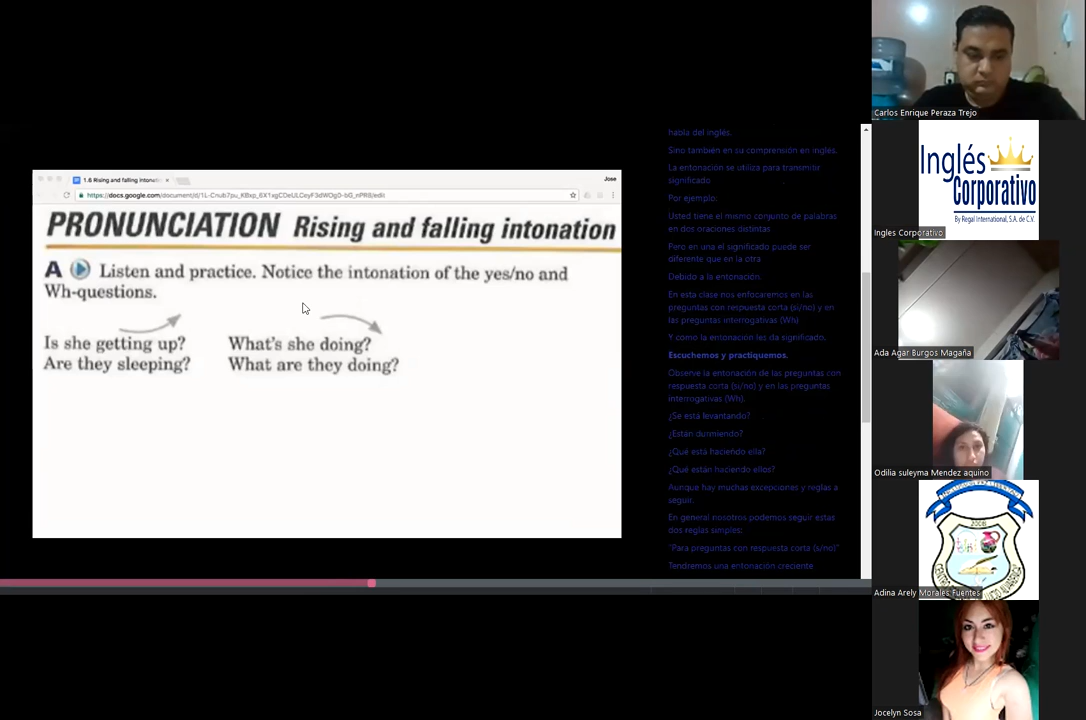 1.6 Rising and falling intonat
Jose
PRONUNCIATION Rising and falling intonation
A Listen and practice. Notice the intonation of the yes/no and
Wh-questions.
Is she getting up?
Are they sleeping?
What's she doing?
What are they doing?
habla del inglés.
Sino también en su comprensión en inglés.
La entonación se utiliza para transmitir
significado
Por ejemplo:
Usted tiene el mismo conjunto de palabras
en dos oraciones distintas
Pero en una el significado puede ser
diferente que en la otra
Debido a la entonación.
En esta clase nos enfocaremos en las
preguntas con respuesta corta (si/no) y en
las preguntas interrogativas (Wh)
Y como la entonación les da significado.
Escuchemos y practiquemos.
Observe la entonación de las preguntas con
respuesta corta (si/no) y en las preguntas
interrogativas (Wh).
¿Se está levantando?
¿Están durmiendo?
¿Qué está haciendo ella?
¿Qué están haciendo ellos?
Aunque hay muchas excepciones y reglas a
seguir.
En general nosotros podemos seguir estas
dos reglas simples:
"Para preguntas con respuesta corta (s/no)"
Tendremos una entonación creciente
Carlos Enrique Peraza Trejo
Inglés
Corporativo
By Regal International, S.A. de C.V.
Ingles Corporativo
Ada Agar Burgos Magaña
Odilia suleyma Mendez aquino
2008
Adina Arely Morales Fuentes
Jocelyn Sosa